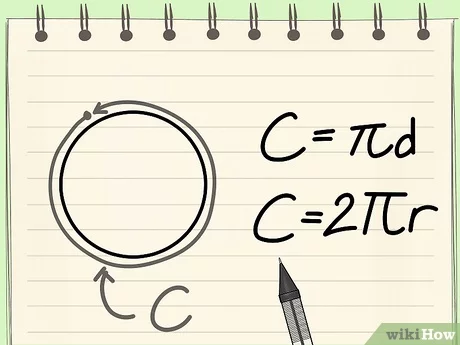 C = πd
C = 2πr
C
wikiHow